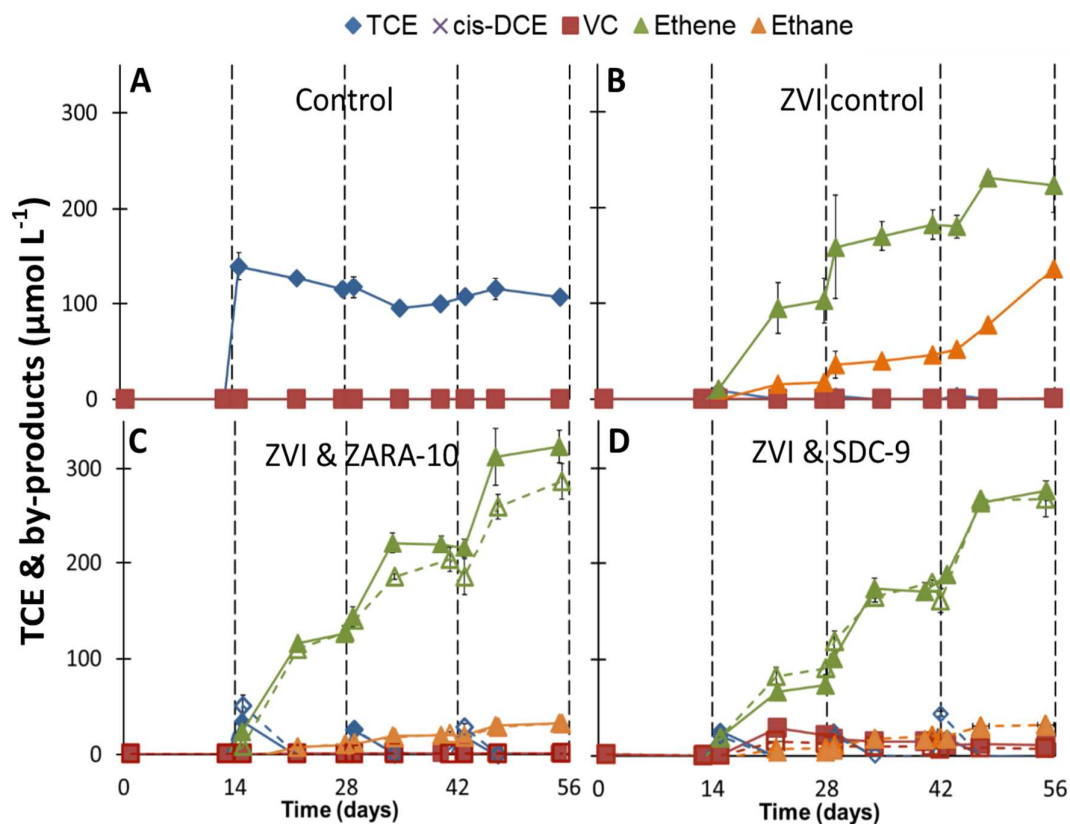 TCE cis-DCE VC Ethene Ethane
A Control
B ZVI control
300
200
100
0
C ZVI & ZARA-10
D ZVI & SDC-9
300
200
100
0
0 14 28 42 56
0 14 28 42 56
Time (days)
Time (days)
TCE & by-products (µmol L-1)